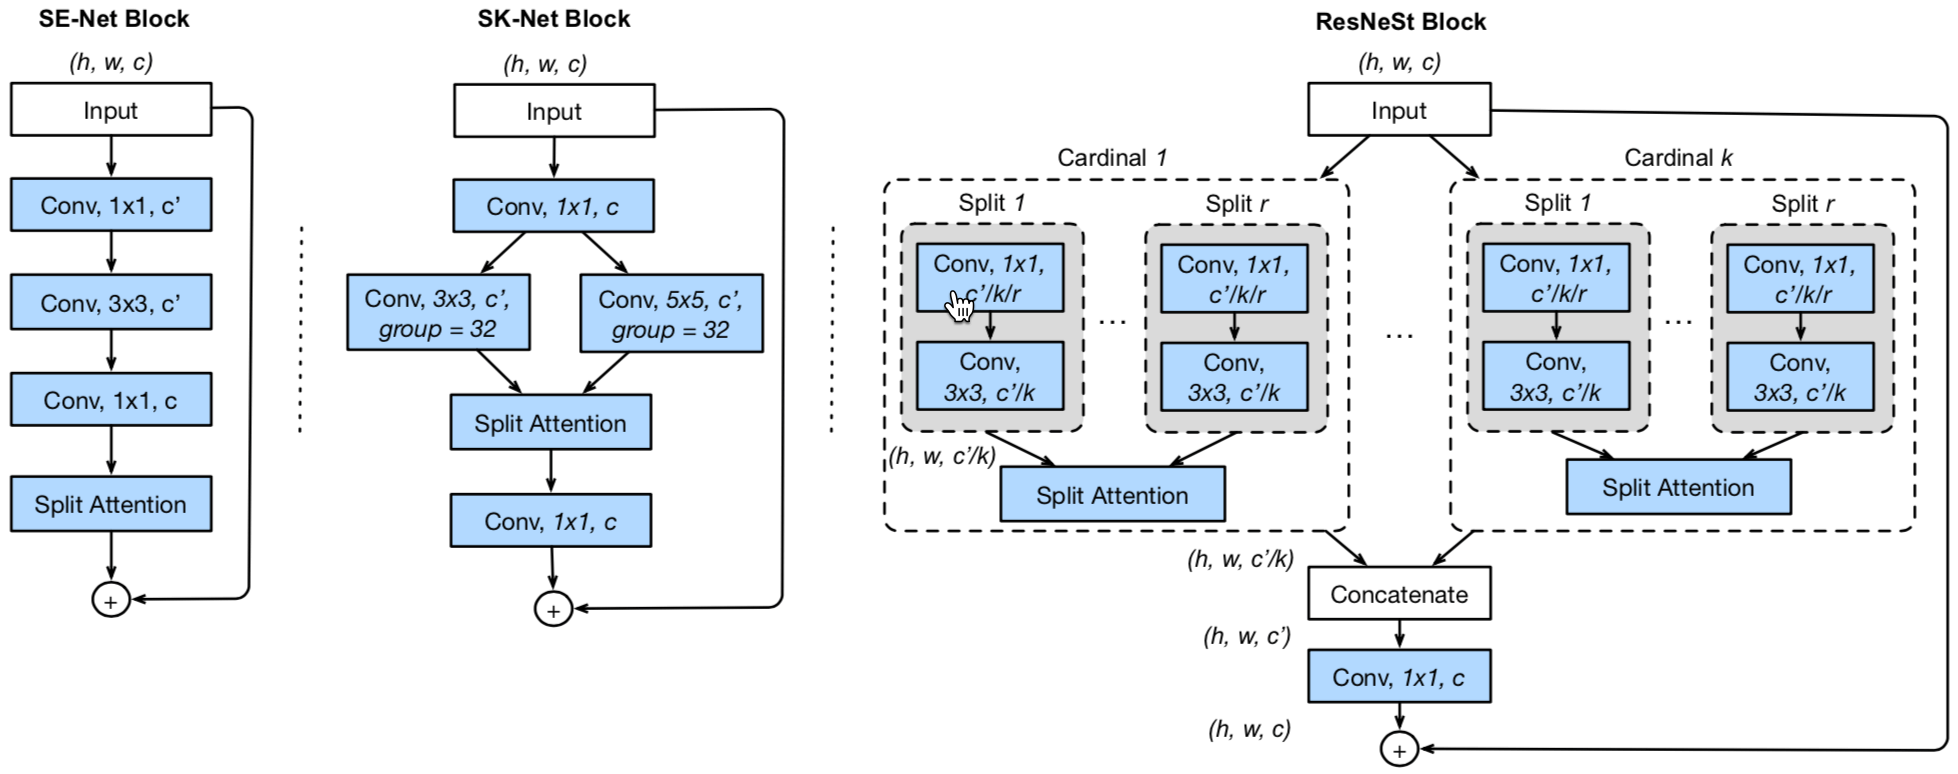 SE-Net Block
(h, w, c)
Input
Conv, 1x1, c’
Conv, 3x3, c’
Conv, 1x1, c
Split Attention
+
SK-Net Block
(h, w, c)
Input
Conv, 1x1, c
Conv, 3x3, c’,
group = 32
Conv, 5x5, c’,
group = 32
Split Attention
Conv, 1x1, c
+
ResNeSt Block
(h, w, c)
Input
Cardinal 1
Split 1
Conv, 1x1,
c’/k/r
Conv,
3x3, c’/k
...
Split r
Conv, 1x1,
c’/k/r
Conv,
3x3, c’/k
(h, w, c’/k)
Split Attention
...
Cardinal k
Split 1
Conv, 1x1,
c’/k/r
Conv,
3x3, c’/k
...
Split r
Conv, 1x1,
c’/k/r
Conv,
3x3, c’/k
Split Attention
(h, w, c’/k)
Concatenate
(h, w, c’)
Conv, 1x1, c
(h, w, c)
+